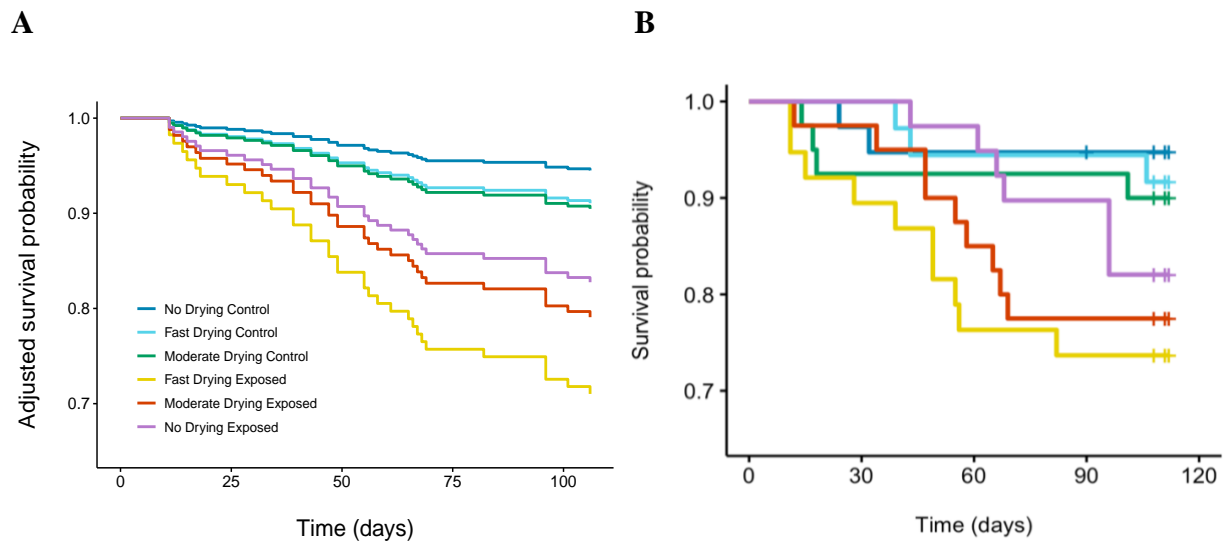 A
Adjusted survival probability
1.0
0.9
0.8
0.7
No Drying Control
Fast Drying Control
Moderate Drying Control
Fast Drying Exposed
Moderate Drying Exposed
No Drying Exposed
0
25
50
75
100
Time (days)
B
Survival probability
1.0
0.9
0.8
0.7
0
30
60
90
120
Time (days)